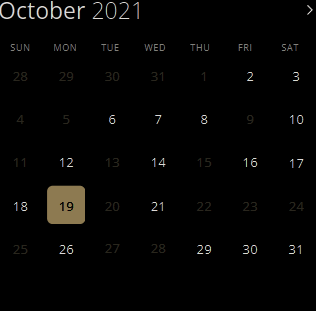 October 2021 >
SUN MON TUE WED THU FRI SAT
28 29 30 31 1 2 3
4 5 6 7 8 9 10
11 12 13 14 15 16 17
18 19 20 21 22 23 24
25 26 27 28 29 30 31